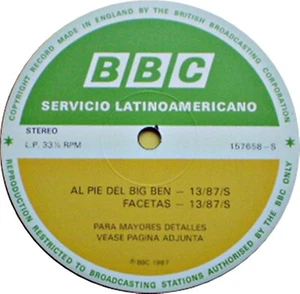 COPYRIGHT RECORD MADE IN ENGLAND BY THE BRITISH BROADCASTING CORPORATION
BBC
SERVICIO LATINOAMERICANO
STEREO
L.P. 33⅓ RPM
157658-S
AL PIE DEL BIG BEN — 13/87/S
FACETAS — 13/87/S
PARA MAYORES DETALLES
VEASE PAGINA ADJUNTA
℗ BBC 1987
REPRODUCTION RESTRICTED TO BROADCASTING STATIONS AUTHORISED BY THE BBC ONLY